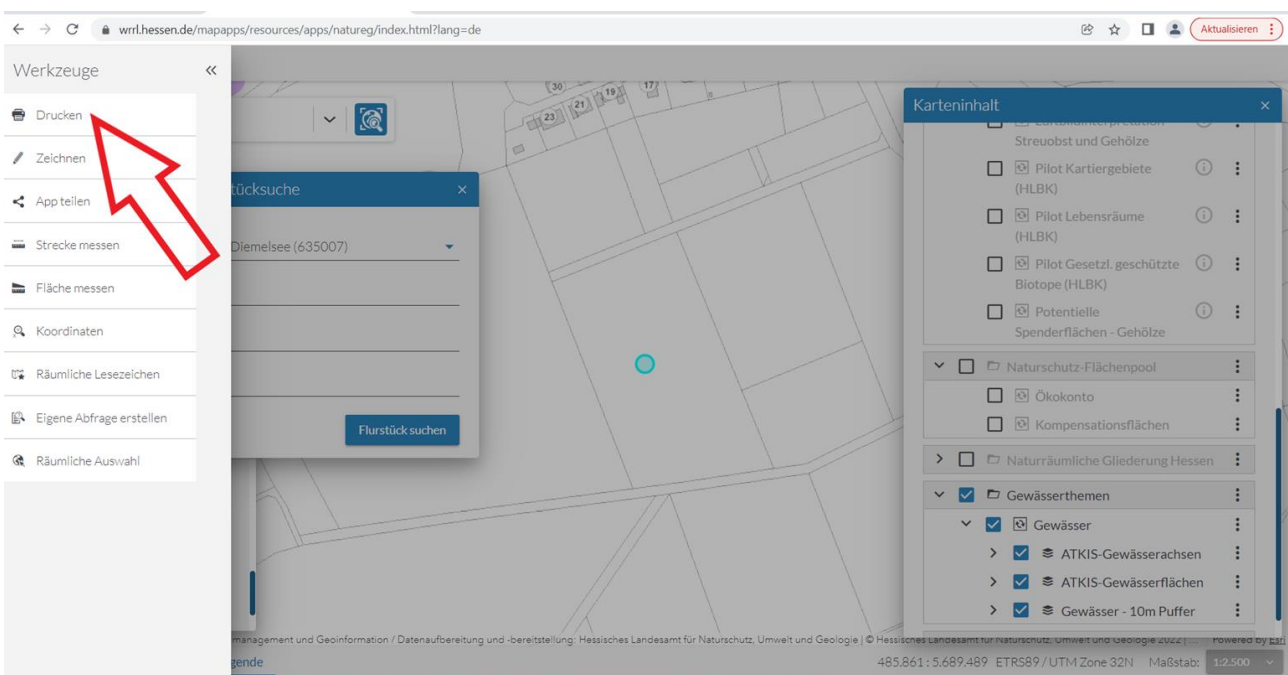 wrrl.hessen.de/mapapps/resources/apps/natureg/index.html?lang=de
Aktualisieren
Werkzeuge
Drucken
Zeichnen
App teilen
Strecke messen
Fläche messen
Koordinaten
Räumliche Lesezeichen
Eigene Abfrage erstellen
Räumliche Auswahl
30
17
19
21
23
tücksuche
Diemelsee (635007)
Flurstück suchen
Karteninhalt
Luftbildinterpretation
Streuobst und Gehölze
Pilot Kartiergebiete
(HLBK)
Pilot Lebensräume
(HLBK)
Pilot Gesetzl. geschützte
Biotope (HLBK)
Potentielle
Spenderflächen - Gehölze
Naturschutz-Flächenpool
Ökokonto
Kompensationsflächen
Naturräumliche Gliederung Hessen
Gewässerthemen
Gewässer
ATKIS-Gewässerachsen
ATKIS-Gewässerflächen
Gewässer - 10m Puffer
management und Geoinformation / Datenaufbereitung und -bereitstellung: Hessisches Landesamt für Naturschutz, Umwelt und Geologie | © Hessisches Landesamt für Naturschutz, Umwelt und Geologie 2022 | ... Powered by Esri
gende
485.861 : 5.689.489 ETRS89 / UTM Zone 32N Maßstab: 1:2.500